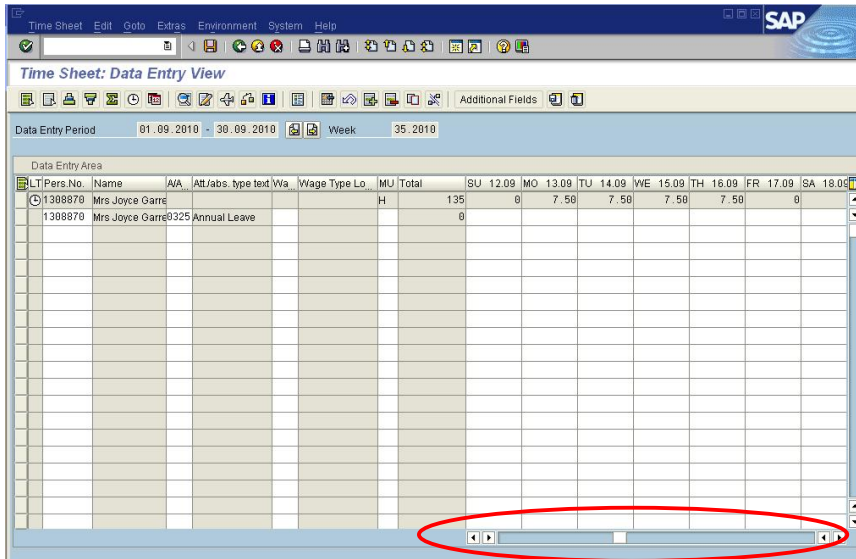 SAP
Time Sheet Edit Goto Extras Environment System Help
Time Sheet: Data Entry View
Additional Fields
Data Entry Period 01.09.2010 - 30.09.2010 Week 35.2010
Data Entry Area
LT Pers.No. Name A/A... Att./abs. type text Wa... Wage Type Lo... MU Total SU 12.09 MO 13.09 TU 14.09 WE 15.09 TH 16.09 FR 17.09 SA 18.09
1308870 Mrs Joyce Garre H 135 0 7.50 7.50 7.50 7.50 0
1308870 Mrs Joyce Garre 0325 Annual Leave 0